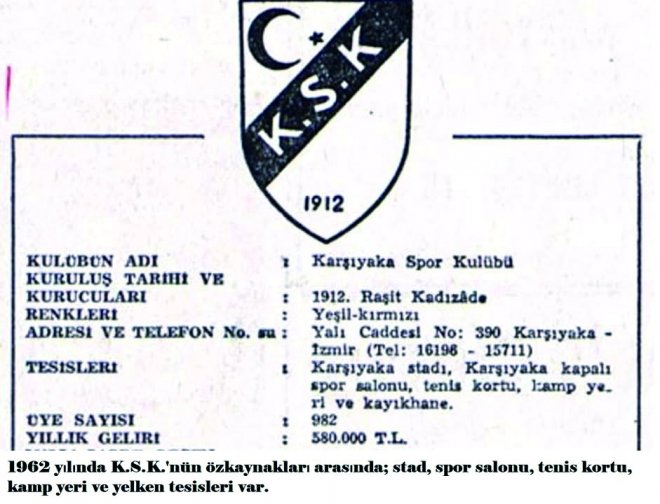 K.S.K
1912
KULÜBÜN ADI : Karşıyaka Spor Kulübü
KURULUŞ TARİHİ VE
KURUCULARI : 1912. Raşit Kadızâde
RENKLERİ : Yeşil-kırmızı
ADRESİ VE TELEFON No. su : Yalı Caddesi No: 390 Karşıyaka -
İzmir (Tel: 16196 - 15711)
TESİSLERİ : Karşıyaka stadı, Karşıyaka kapalı
spor salonu, tenis kortu, kamp ye-
ri ve kayıkhane.
ÜYE SAYISI : 982
YILLIK GELİRİ : 580.000 T.L.
1962 yılında K.S.K.'nün özkaynakları arasında; stad, spor salonu, tenis kortu,
kamp yeri ve yelken tesisleri var.